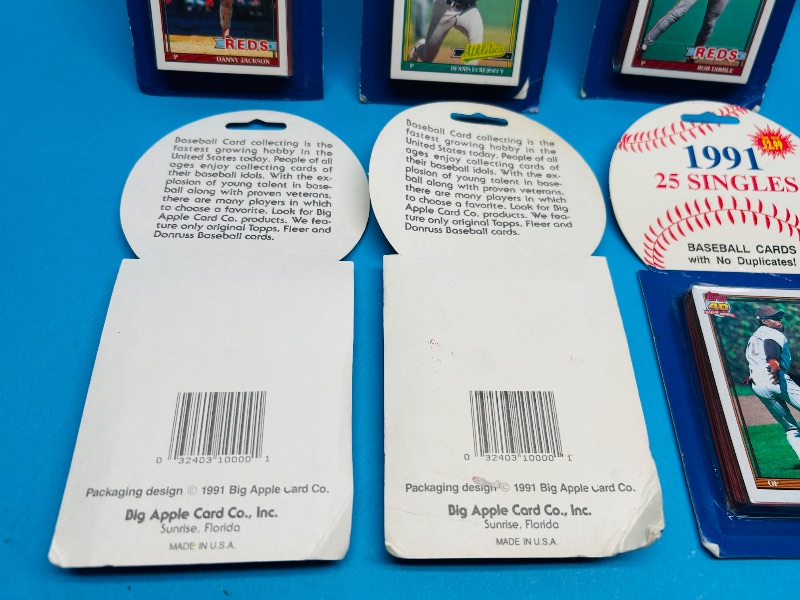 REDS
DANNY JACKSON
P
Athletics
P
REDS
P
ROB DIBBLE
Baseball Card collecting is the
fastest growing hobby in the
United States today. People of all
ages enjoy collecting cards of
their baseball idols. With the ex-
plosion of young talent in base-
ball along with proven veterans,
there are many players in which
to choose a favorite. Look for Big
Apple Card Co. products. We fea-
ture only original Topps, Fleer and
Donruss Baseball cards.
0 32403 10000 1
Packaging design © 1991 Big Apple Card Co.
Big Apple Card Co., Inc.
Sunrise, Florida
MADE IN U.S.A.
Baseball Card collecting is the
fastest growing hobby in the
United States today. People of all
ages enjoy collecting cards of
their baseball idols. With the ex-
plosion of young talent in base-
ball along with proven veterans,
there are many players in which
to choose a favorite. Look for Big
Apple Card Co. products. We fea-
ture only original Topps, Fleer and
Donruss Baseball cards.
0 32403 10000 1
Packaging design © 1991 Big Apple Card Co.
Big Apple Card Co., Inc.
Sunrise, Florida
MADE IN U.S.A.
$2.99
1991
25 SINGLES
BASEBALL CARDS
with No Duplicates!
Topps
40
OF